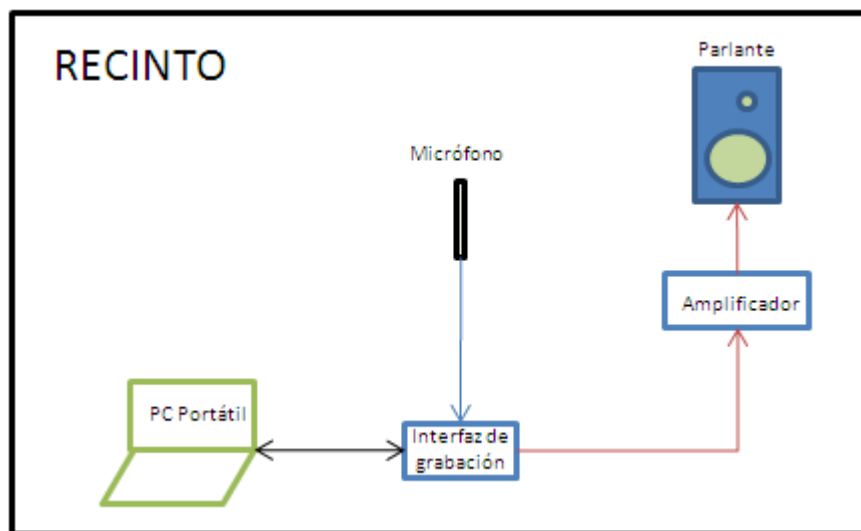 RECINTO
Parlante
Micrófono
Amplificador
PC Portátil
Interfaz de
grabación